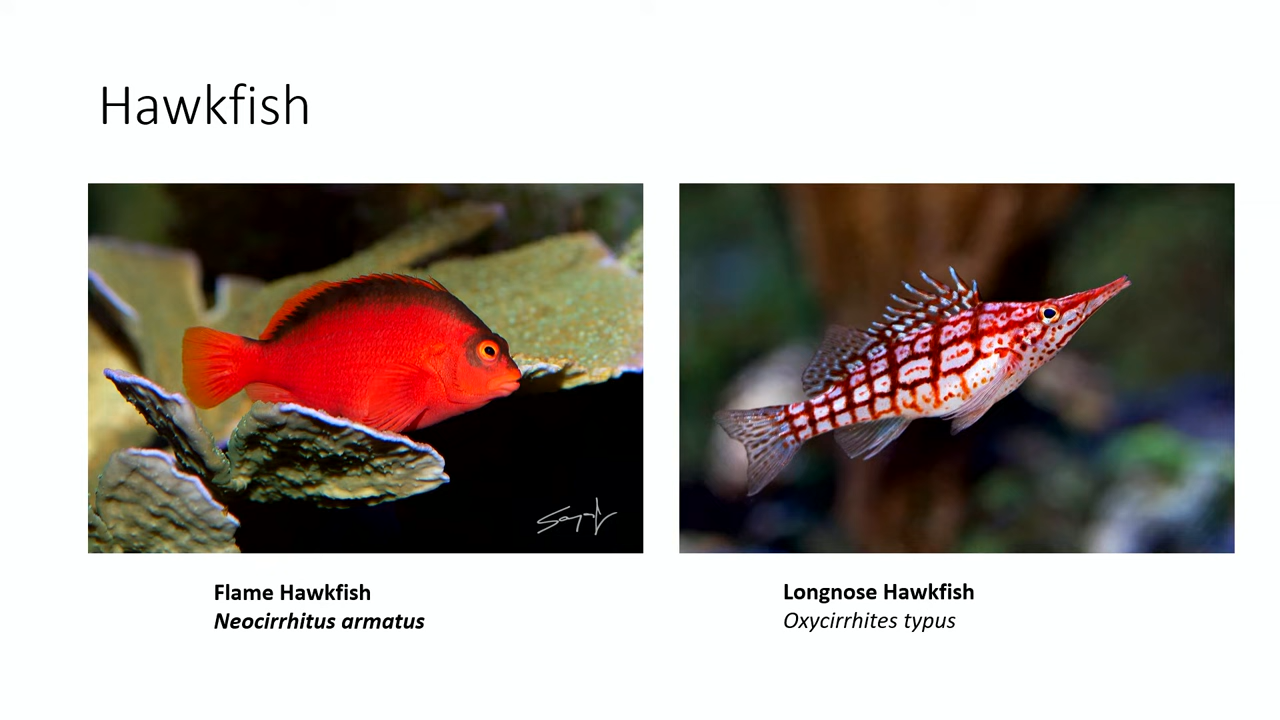 Hawkfish
Flame Hawkfish
Neocirrhitus armatus
Longnose Hawkfish
Oxycirrhites typus